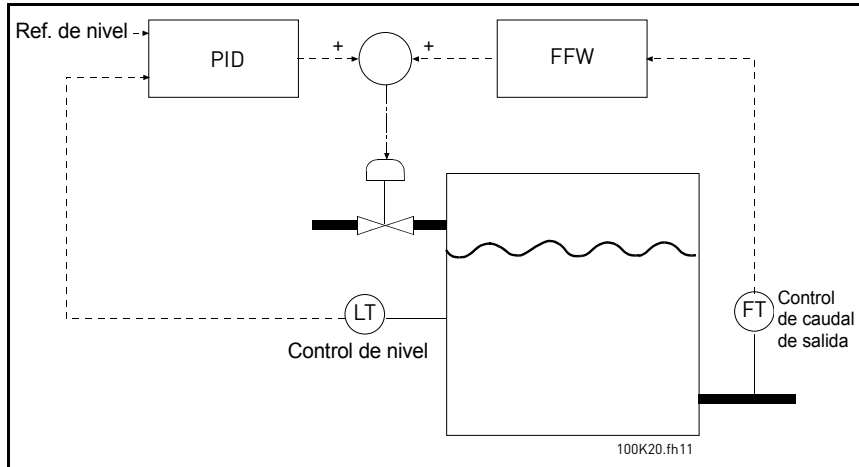 Ref. de nivel
PID
+
+
FFW
LT
Control de nivel
FT
Control
de caudal
de salida
100K20.fh11